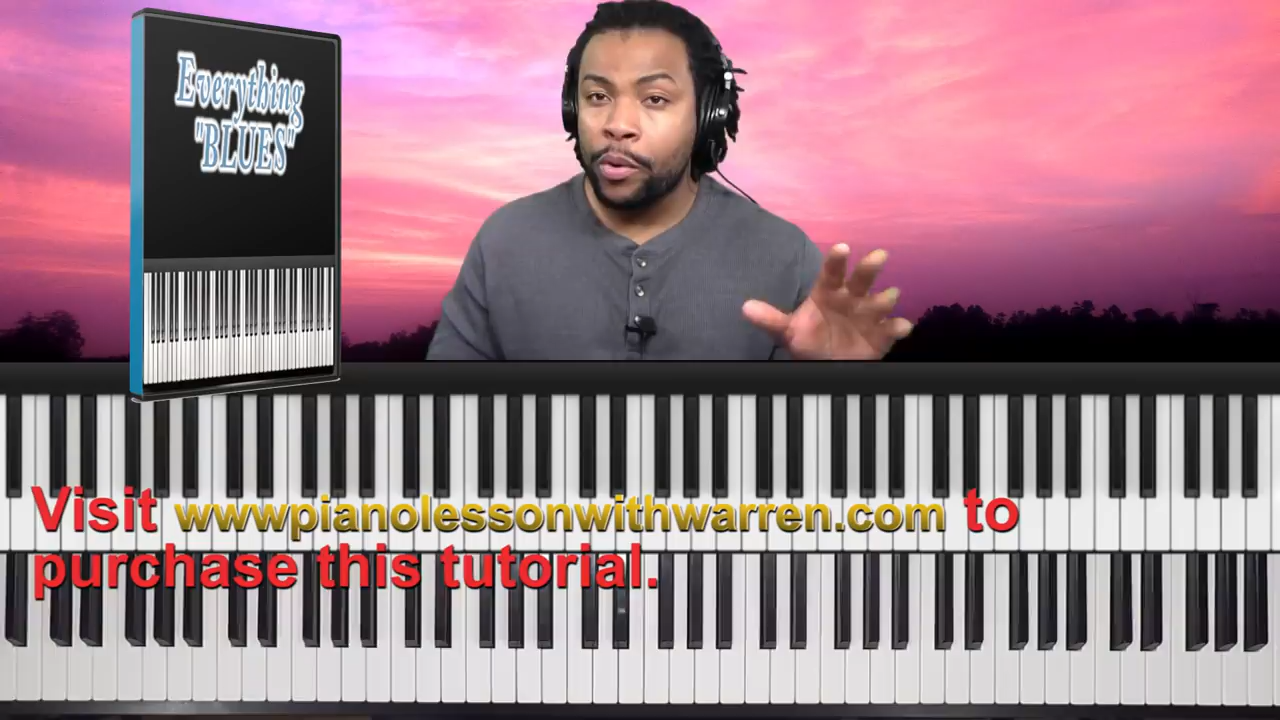 Everything
"BLUES"
Visit wwwpianolessonwithwarren.com to
purchase this tutorial.